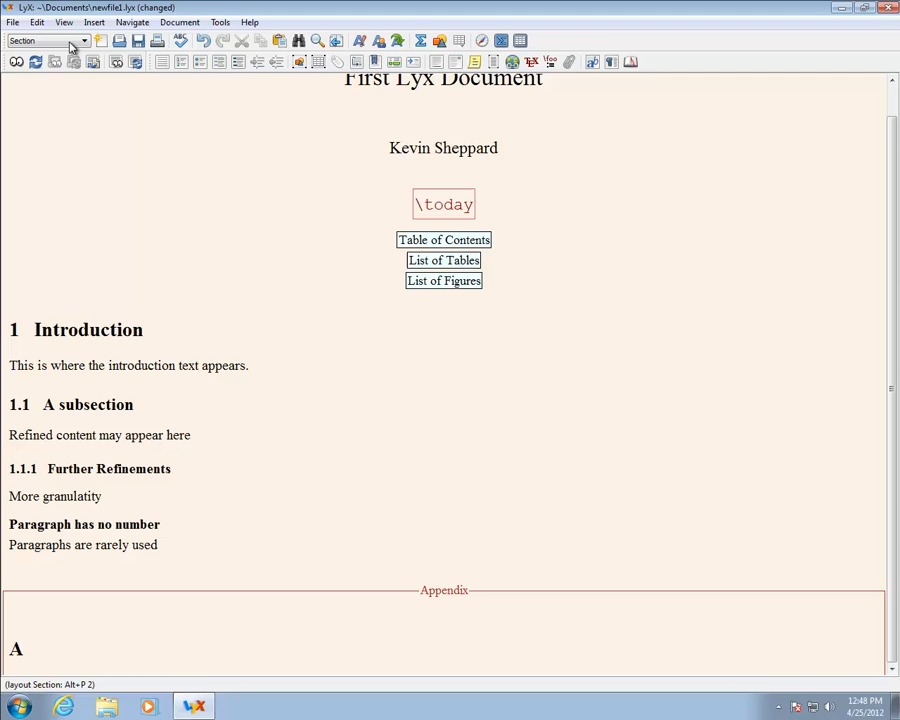 LyX: ~\Documents\newfile1.lyx (changed)
File Edit View Insert Navigate Document Tools Help
Section
First Lyx Document
Kevin Sheppard
\today
Table of Contents
List of Tables
List of Figures
1 Introduction
This is where the introduction text appears.
1.1 A subsection
Refined content may appear here
1.1.1 Further Refinements
More granulatity
Paragraph has no number
Paragraphs are rarely used
Appendix
A
(layout Section: Alt+P 2)
12:48 PM
4/25/2012